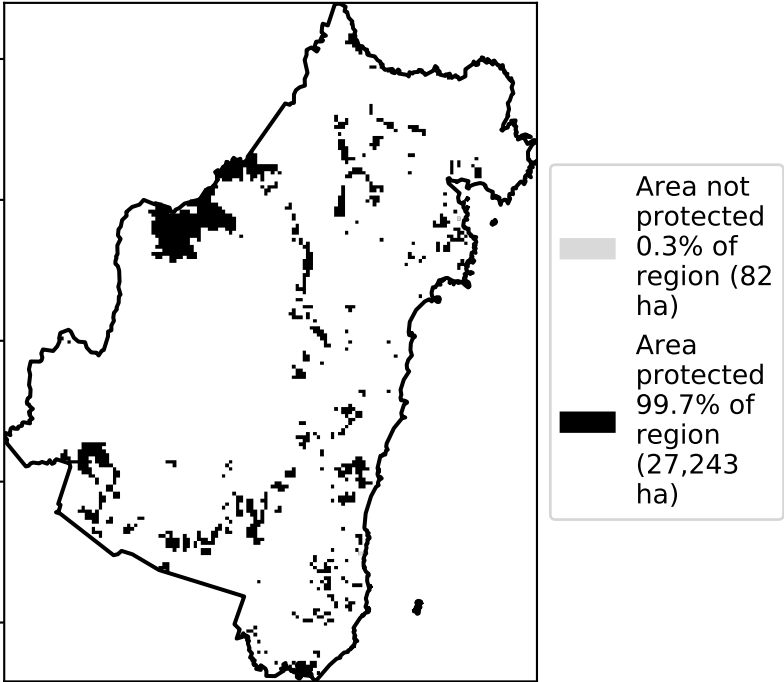 Area not
protected
0.3% of
region (82
ha)
Area
protected
99.7% of
region
(27,243
ha)